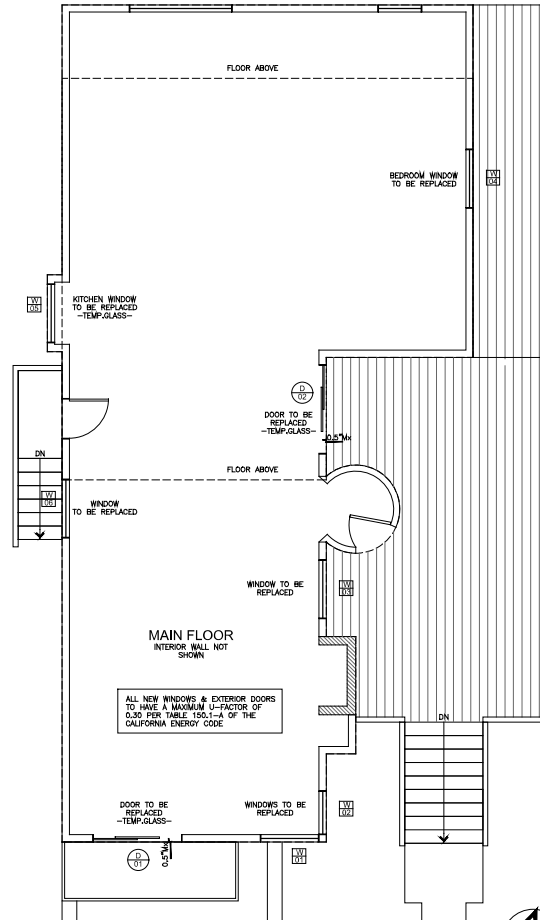 FLOOR ABOVE
BEDROOM WINDOW
TO BE REPLACED
W
04
KITCHEN WINDOW
TO BE REPLACED
-TEMP.GLASS-
W
05
D
02
DOOR TO BE
REPLACED
-TEMP.GLASS-
0.5"Mx
DN
FLOOR ABOVE
W
06
WINDOW
TO BE REPLACED
WINDOW TO BE
REPLACED
W
03
MAIN FLOOR
INTERIOR WALL NOT
SHOWN
ALL NEW WINDOWS & EXTERIOR DOORS
TO HAVE A MAXIMUM U-FACTOR OF
0.30 PER TABLE 150.1-A OF THE
CALIFORNIA ENERGY CODE
DN
DOOR TO BE
REPLACED
-TEMP.GLASS-
WINDOWS TO BE
REPLACED
W
02
D
01
0.5"Mx
W
01